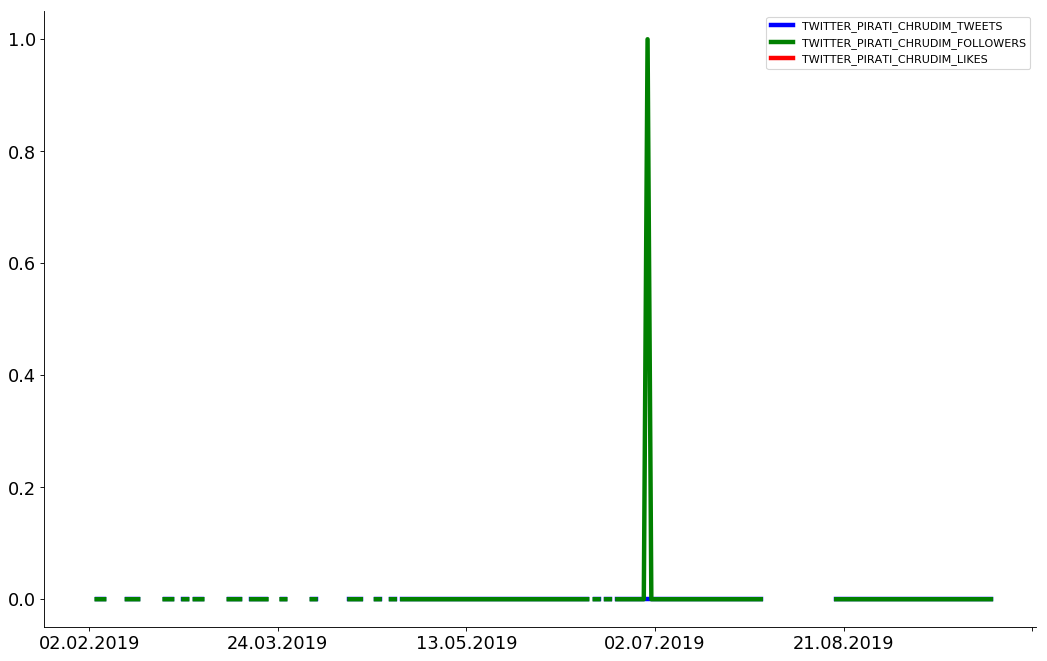 TWITTER_PIRATI_CHRUDIM_TWEETS
TWITTER_PIRATI_CHRUDIM_FOLLOWERS
TWITTER_PIRATI_CHRUDIM_LIKES
1.0
0.8
0.6
0.4
0.2
0.0
02.02.2019 24.03.2019 13.05.2019 02.07.2019 21.08.2019